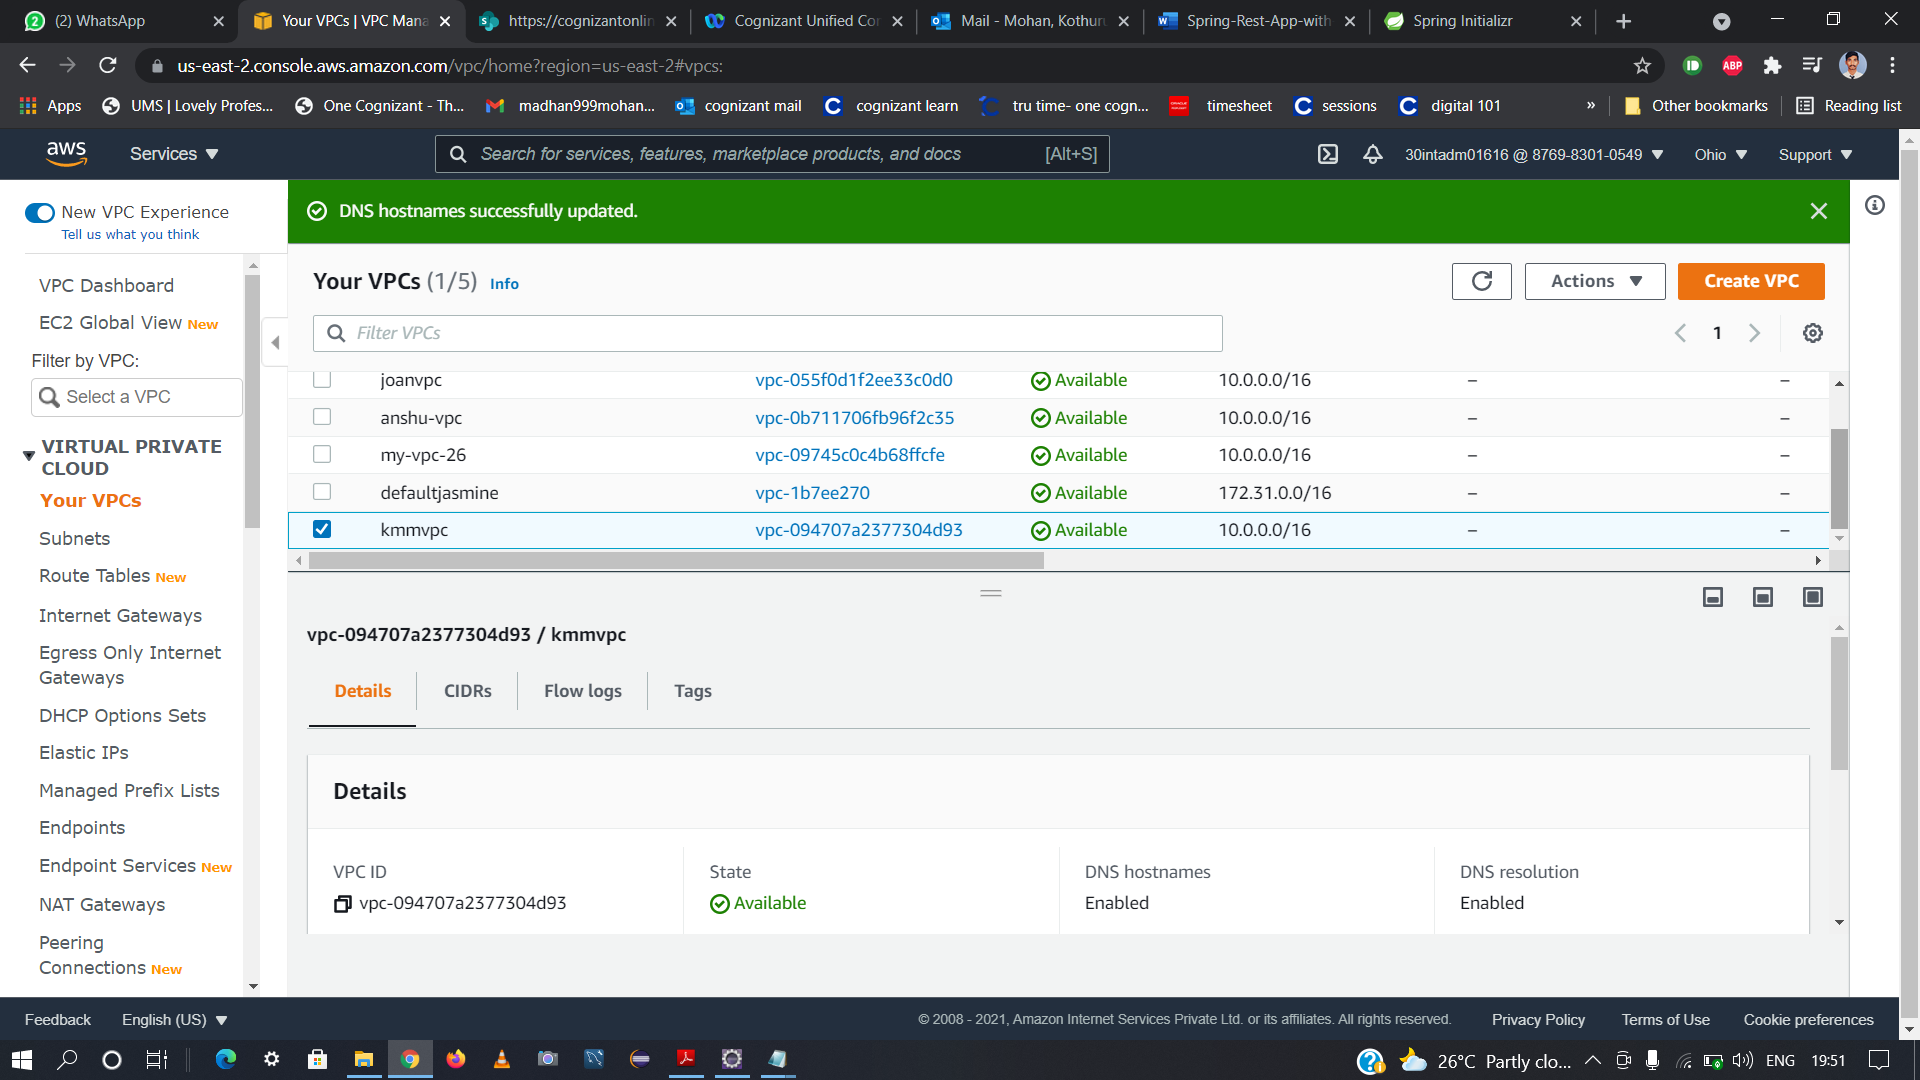 (2) WhatsApp
Your VPCs | VPC Mana
https://cognizantonlin
Cognizant Unified Con
Mail - Mohan, Kothuru
Spring-Rest-App-with
Spring Initializr
us-east-2.console.aws.amazon.com/vpc/home?region=us-east-2#vpcs:
Apps
UMS | Lovely Profes...
One Cognizant - Th...
madhan999mohan...
cognizant mail
cognizant learn
tru time- one cogn...
timesheet
sessions
digital 101
»
Other bookmarks
Reading list
aws
Services
Search for services, features, marketplace products, and docs
[Alt+S]
30intadm01616 @ 8769-8301-0549
Ohio
Support
New VPC Experience
Tell us what you think
VPC Dashboard
EC2 Global View New
Filter by VPC:
Select a VPC
VIRTUAL PRIVATE
CLOUD
Your VPCs
Subnets
Route Tables New
Internet Gateways
Egress Only Internet
Gateways
DHCP Options Sets
Elastic IPs
Managed Prefix Lists
Endpoints
Endpoint Services New
NAT Gateways
Peering
Connections New
DNS hostnames successfully updated.
Your VPCs (1/5) Info
Actions
Create VPC
Filter VPCs
1
joanvpc vpc-055f0d1f2ee33c0d0 Available 10.0.0.0/16 – –
anshu-vpc vpc-0b711706fb96f2c35 Available 10.0.0.0/16 – –
my-vpc-26 vpc-09745c0c4b68ffcfe Available 10.0.0.0/16 – –
defaultjasmine vpc-1b7ee270 Available 172.31.0.0/16 – –
kmmvpc vpc-094707a2377304d93 Available 10.0.0.0/16 – –
vpc-094707a2377304d93 / kmmvpc
Details CIDRs Flow logs Tags
Details
VPC ID
vpc-094707a2377304d93
State
Available
DNS hostnames
Enabled
DNS resolution
Enabled
Feedback
English (US)
© 2008 - 2021, Amazon Internet Services Private Ltd. or its affiliates. All rights reserved.
Privacy Policy
Terms of Use
Cookie preferences
26°C Partly clo...
ENG
19:51